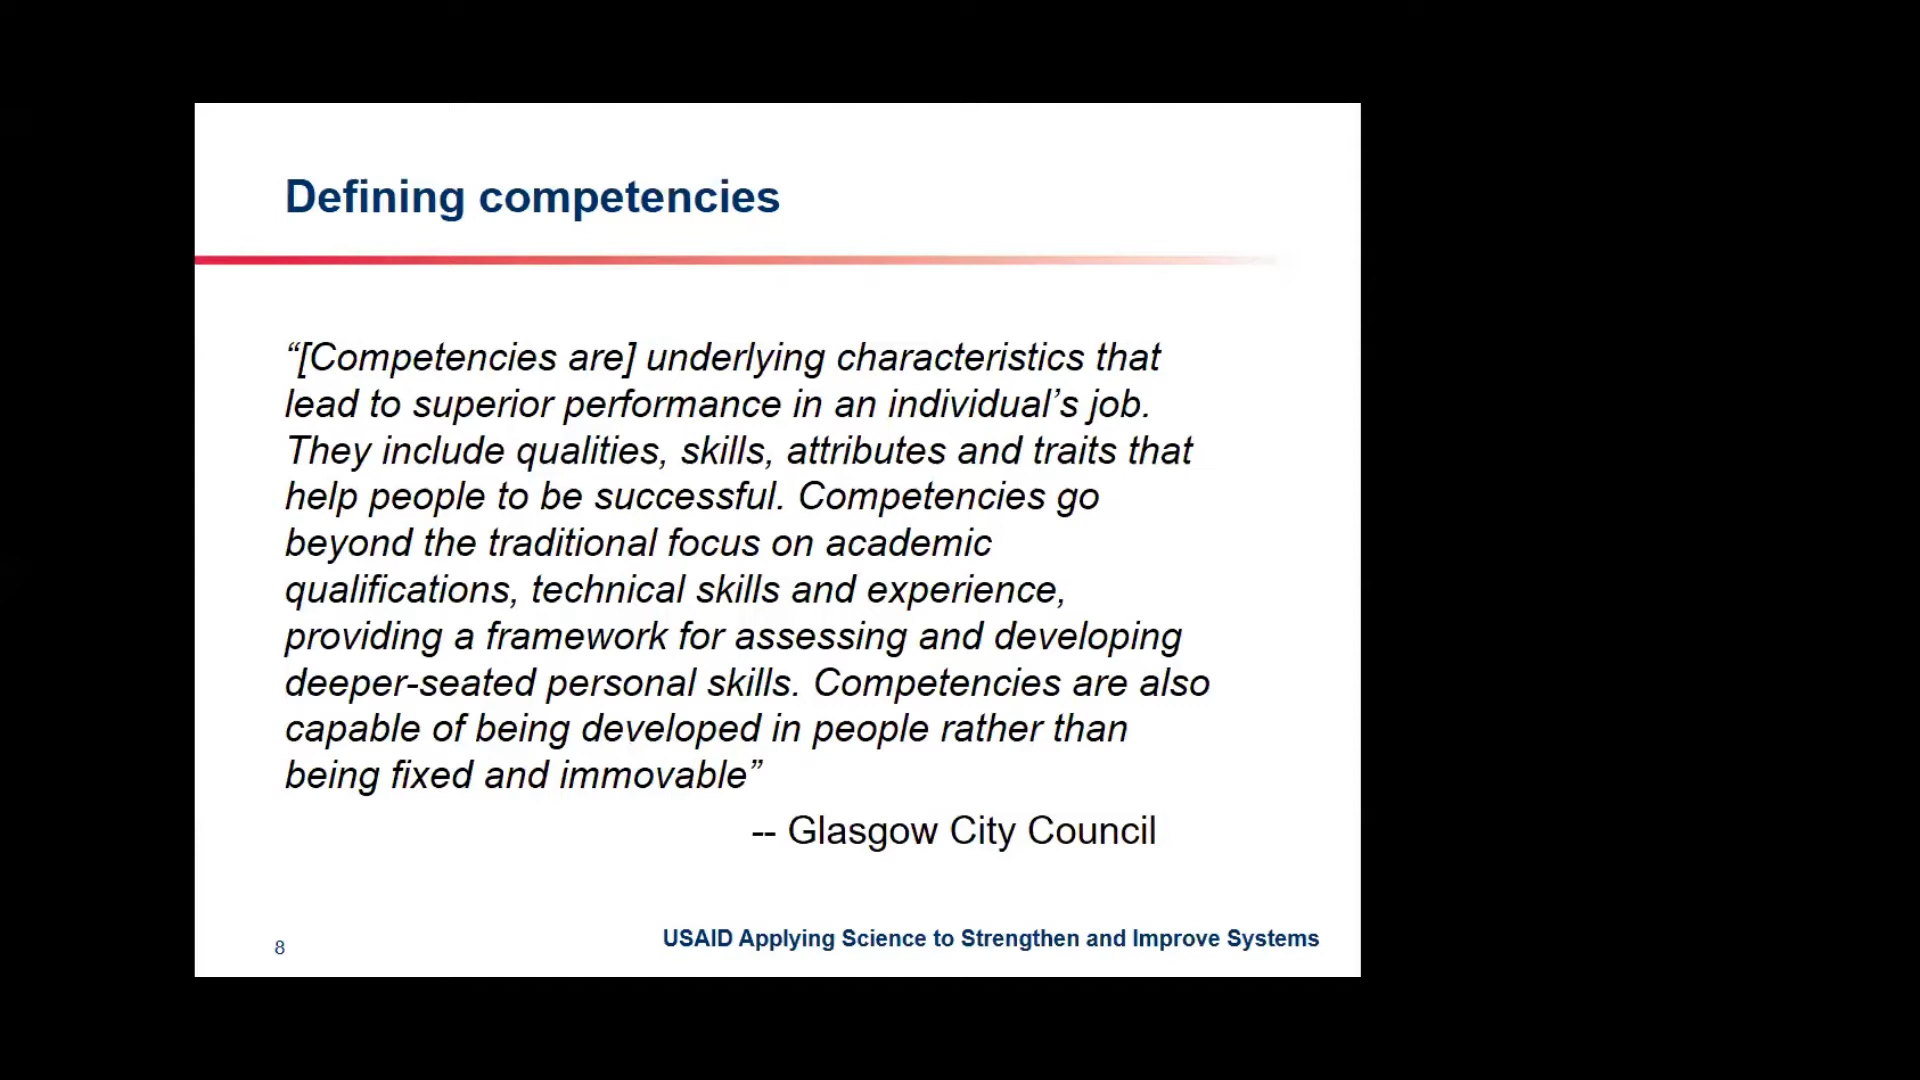 Defining competencies
“[Competencies are] underlying characteristics that
lead to superior performance in an individual’s job.
They include qualities, skills, attributes and traits that
help people to be successful. Competencies go
beyond the traditional focus on academic
qualifications, technical skills and experience,
providing a framework for assessing and developing
deeper-seated personal skills. Competencies are also
capable of being developed in people rather than
being fixed and immovable”
-- Glasgow City Council
8
USAID Applying Science to Strengthen and Improve Systems